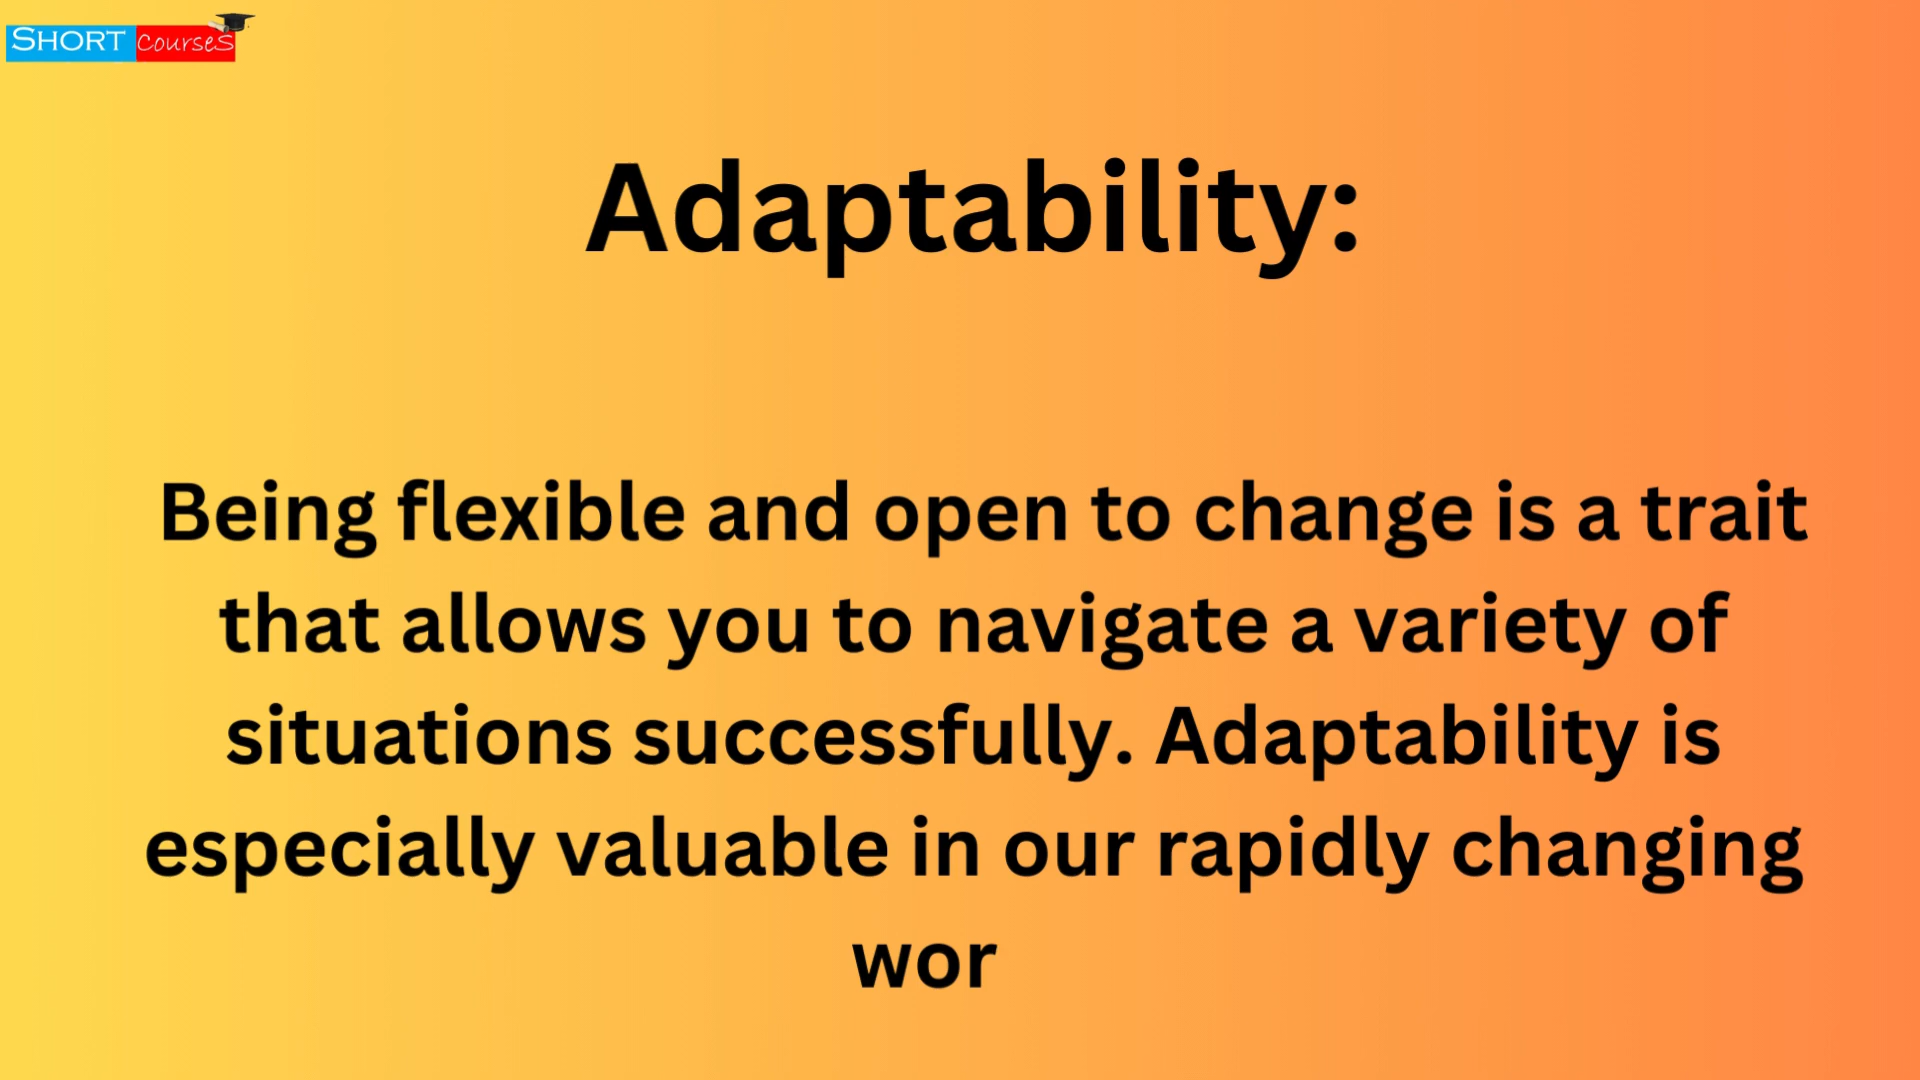 SHORT Courses
Adaptability:
Being flexible and open to change is a trait
that allows you to navigate a variety of
situations successfully. Adaptability is
especially valuable in our rapidly changing
wor